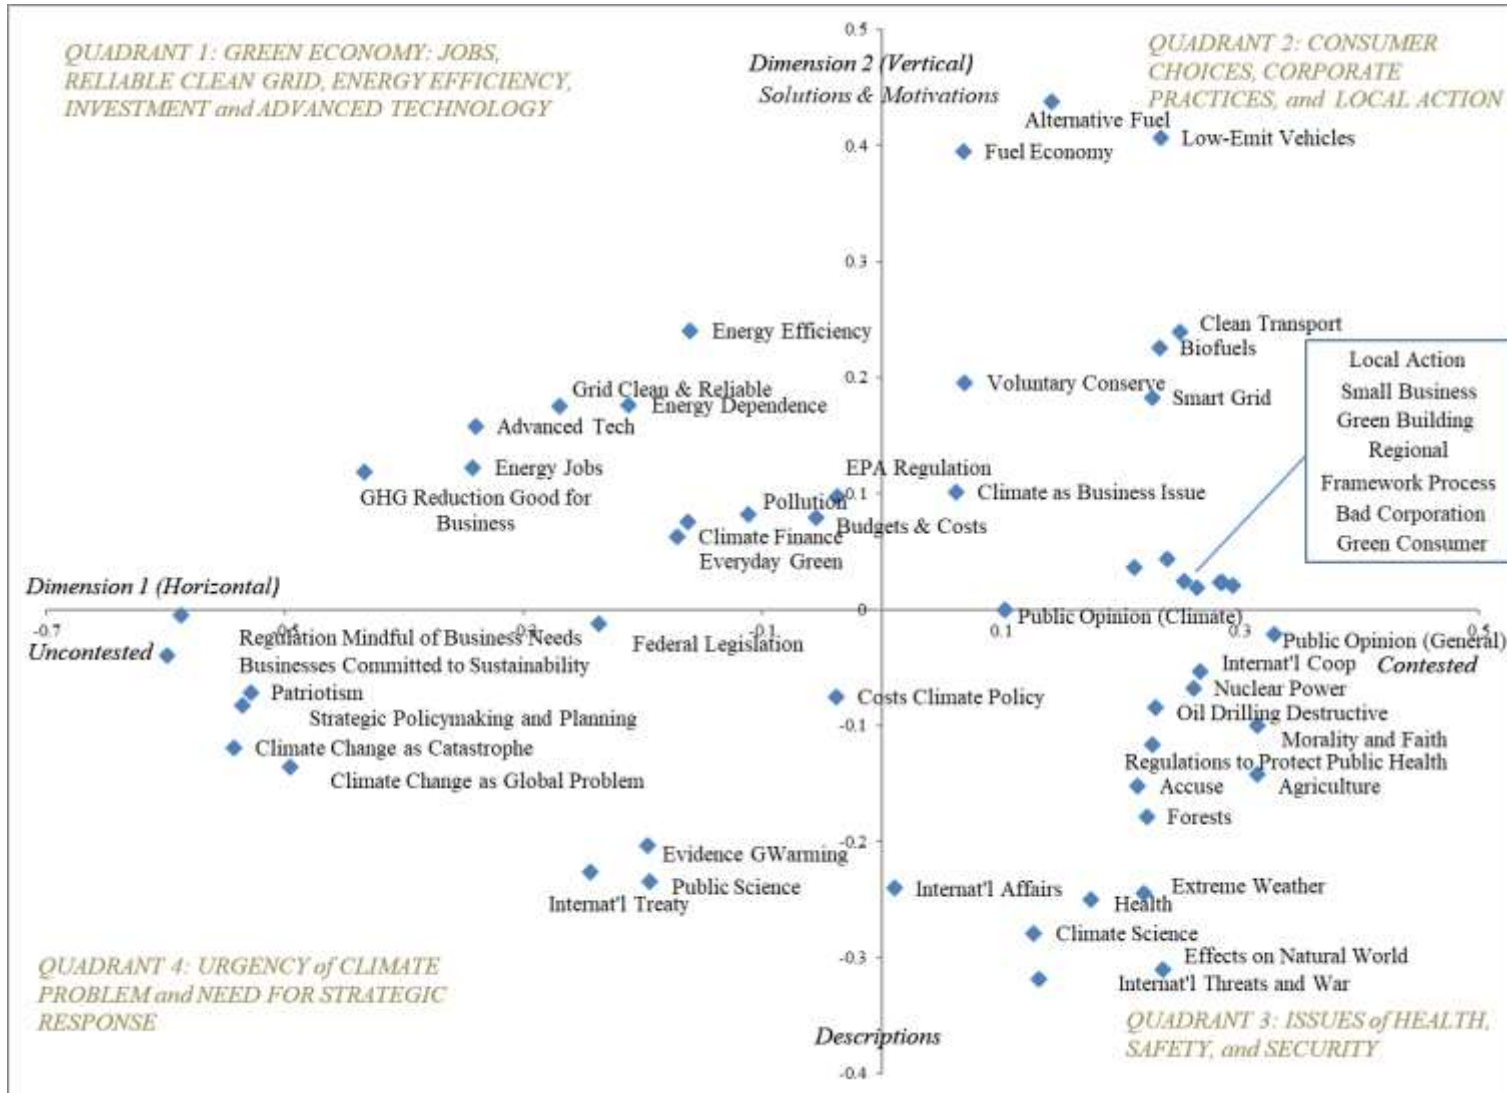 QUADRANT 1: GREEN ECONOMY: JOBS,
RELIABLE CLEAN GRID, ENERGY EFFICIENCY,
INVESTMENT and ADVANCED TECHNOLOGY
Dimension 2 (Vertical)
Solutions & Motivations
QUADRANT 2: CONSUMER
CHOICES, CORPORATE
PRACTICES, and LOCAL ACTION
0.5
Alternative Fuel
Low-Emit Vehicles
0.4
Fuel Economy
0.3
Energy Efficiency
Clean Transport
Biofuels
Grid Clean & Reliable
0.2
Voluntary Conserve
Energy Dependence
Smart Grid
Advanced Tech
Local Action
Small Business
Green Building
Regional
Framework Process
Bad Corporation
Green Consumer
Energy Jobs
EPA Regulation
GHG Reduction Good for
Business
Pollution
0.1
Climate as Business Issue
Budgets & Costs
Climate Finance
Everyday Green
Dimension 1 (Horizontal)
-0.7
-0.5
-0.3
-0.1
0
0.1
0.3
0.5
Public Opinion (Climate)
Regulation Mindful of Business Needs
Federal Legislation
Public Opinion (General)
Uncontested
Businesses Committed to Sustainability
Internat'l Coop
Contested
Patriotism
Costs Climate Policy
Nuclear Power
Strategic Policymaking and Planning
-0.1
Oil Drilling Destructive
Climate Change as Catastrophe
Morality and Faith
Climate Change as Global Problem
Regulations to Protect Public Health
Accuse
Agriculture
Forests
-0.2
Evidence GWarming
Public Science
Internat'l Treaty
Internat'l Affairs
Extreme Weather
Health
Climate Science
-0.3
Effects on Natural World
Internat'l Threats and War
QUADRANT 4: URGENCY of CLIMATE
PROBLEM and NEED FOR STRATEGIC
RESPONSE
Descriptions
QUADRANT 3: ISSUES of HEALTH,
SAFETY, and SECURITY
-0.4